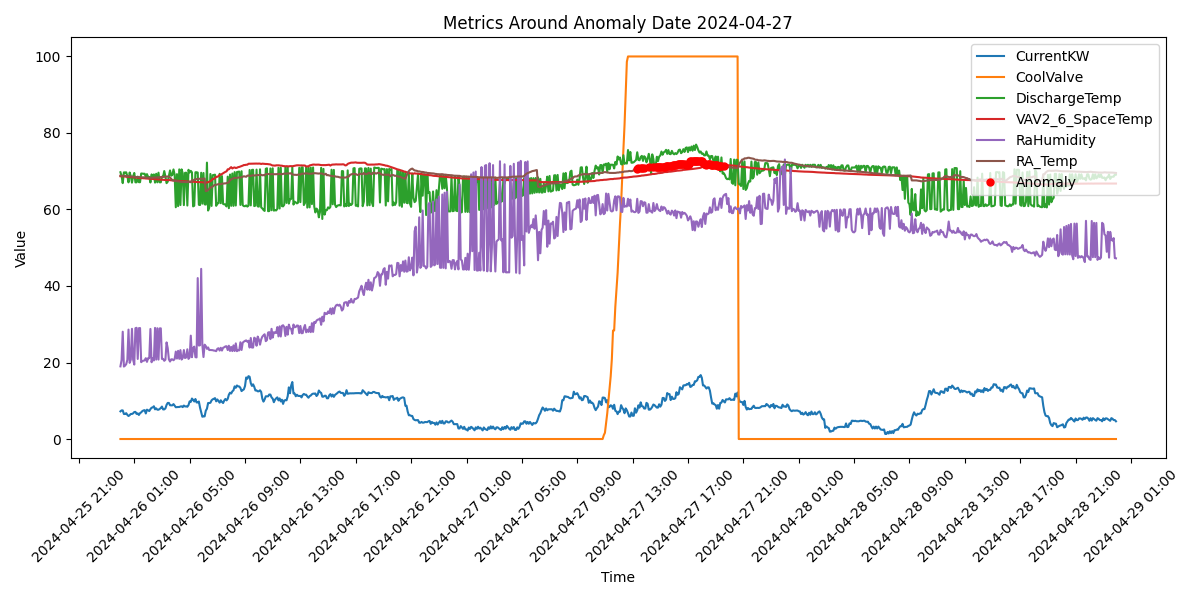 Metrics Around Anomaly Date 2024-04-27
Value
100
80
60
40
20
0
CurrentKW
CoolValve
DischargeTemp
VAV2_6_SpaceTemp
RaHumidity
RA_Temp
Anomaly
2024-04-25 21:00
2024-04-26 01:00
2024-04-26 05:00
2024-04-26 09:00
2024-04-26 13:00
2024-04-26 17:00
2024-04-26 21:00
2024-04-27 01:00
2024-04-27 05:00
2024-04-27 09:00
2024-04-27 13:00
2024-04-27 17:00
2024-04-27 21:00
2024-04-28 01:00
2024-04-28 05:00
2024-04-28 09:00
2024-04-28 13:00
2024-04-28 17:00
2024-04-28 21:00
2024-04-29 01:00
Time